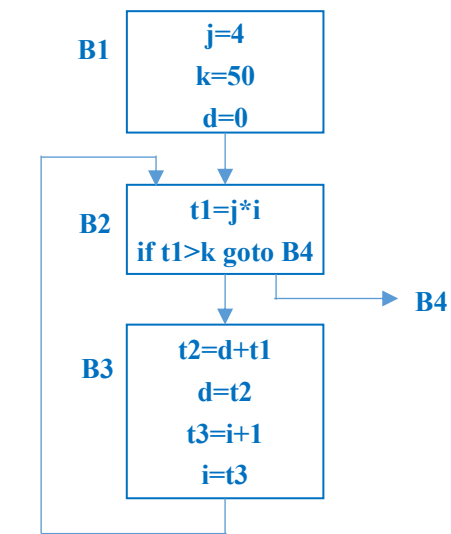 B1
j=4
k=50
d=0
B2
t1=j*i
if t1>k goto B4
B4
B3
t2=d+t1
d=t2
t3=i+1
i=t3